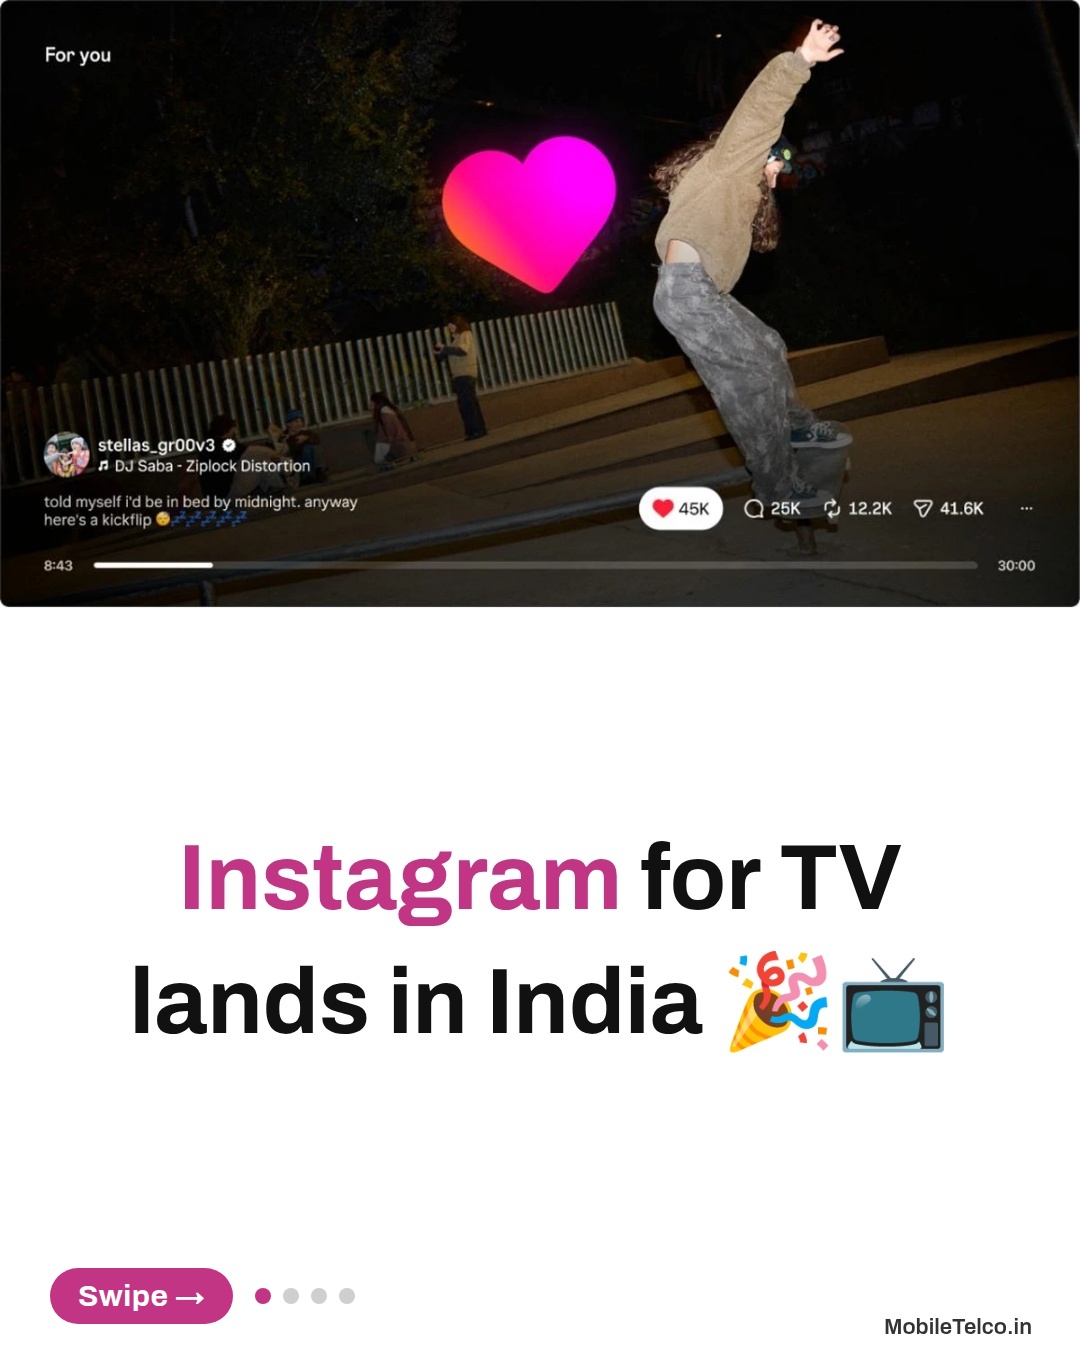 For you
stellas_gr00v3
DJ Saba - Ziplock Distortion
told myself i'd be in bed by midnight. anyway
here's a kickflip 😴💤💤💤💤💤
45K 25K 12.2K 41.6K ...
8:43 30:00
Instagram for TV
lands in India 🎉📺
Swipe →
MobileTelco.in